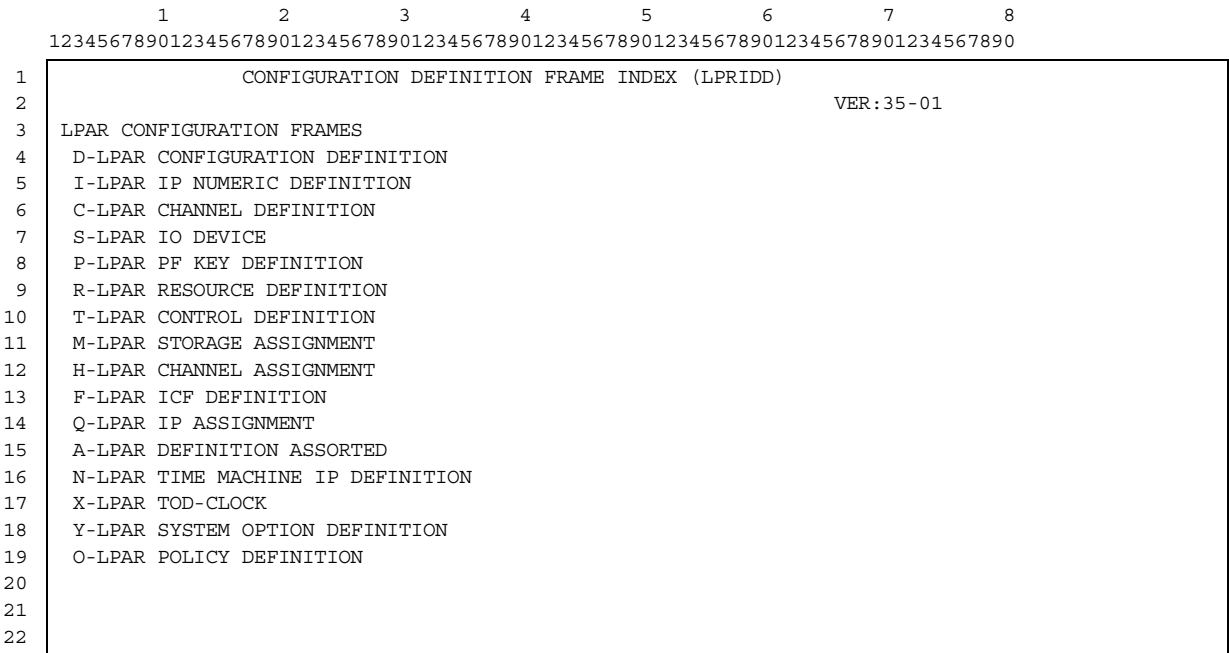 1 2 3 4 5 6 7 8
12345678901234567890123456789012345678901234567890123456789012345678901234567890
1 CONFIGURATION DEFINITION FRAME INDEX (LPRIDD)
2 VER:35-01
3 LPAR CONFIGURATION FRAMES
4 D-LPAR CONFIGURATION DEFINITION
5 I-LPAR IP NUMERIC DEFINITION
6 C-LPAR CHANNEL DEFINITION
7 S-LPAR IO DEVICE
8 P-LPAR PF KEY DEFINITION
9 R-LPAR RESOURCE DEFINITION
10 T-LPAR CONTROL DEFINITION
11 M-LPAR STORAGE ASSIGNMENT
12 H-LPAR CHANNEL ASSIGNMENT
13 F-LPAR ICF DEFINITION
14 Q-LPAR IP ASSIGNMENT
15 A-LPAR DEFINITION ASSORTED
16 N-LPAR TIME MACHINE IP DEFINITION
17 X-LPAR TOD-CLOCK
18 Y-LPAR SYSTEM OPTION DEFINITION
19 O-LPAR POLICY DEFINITION
20
21
22